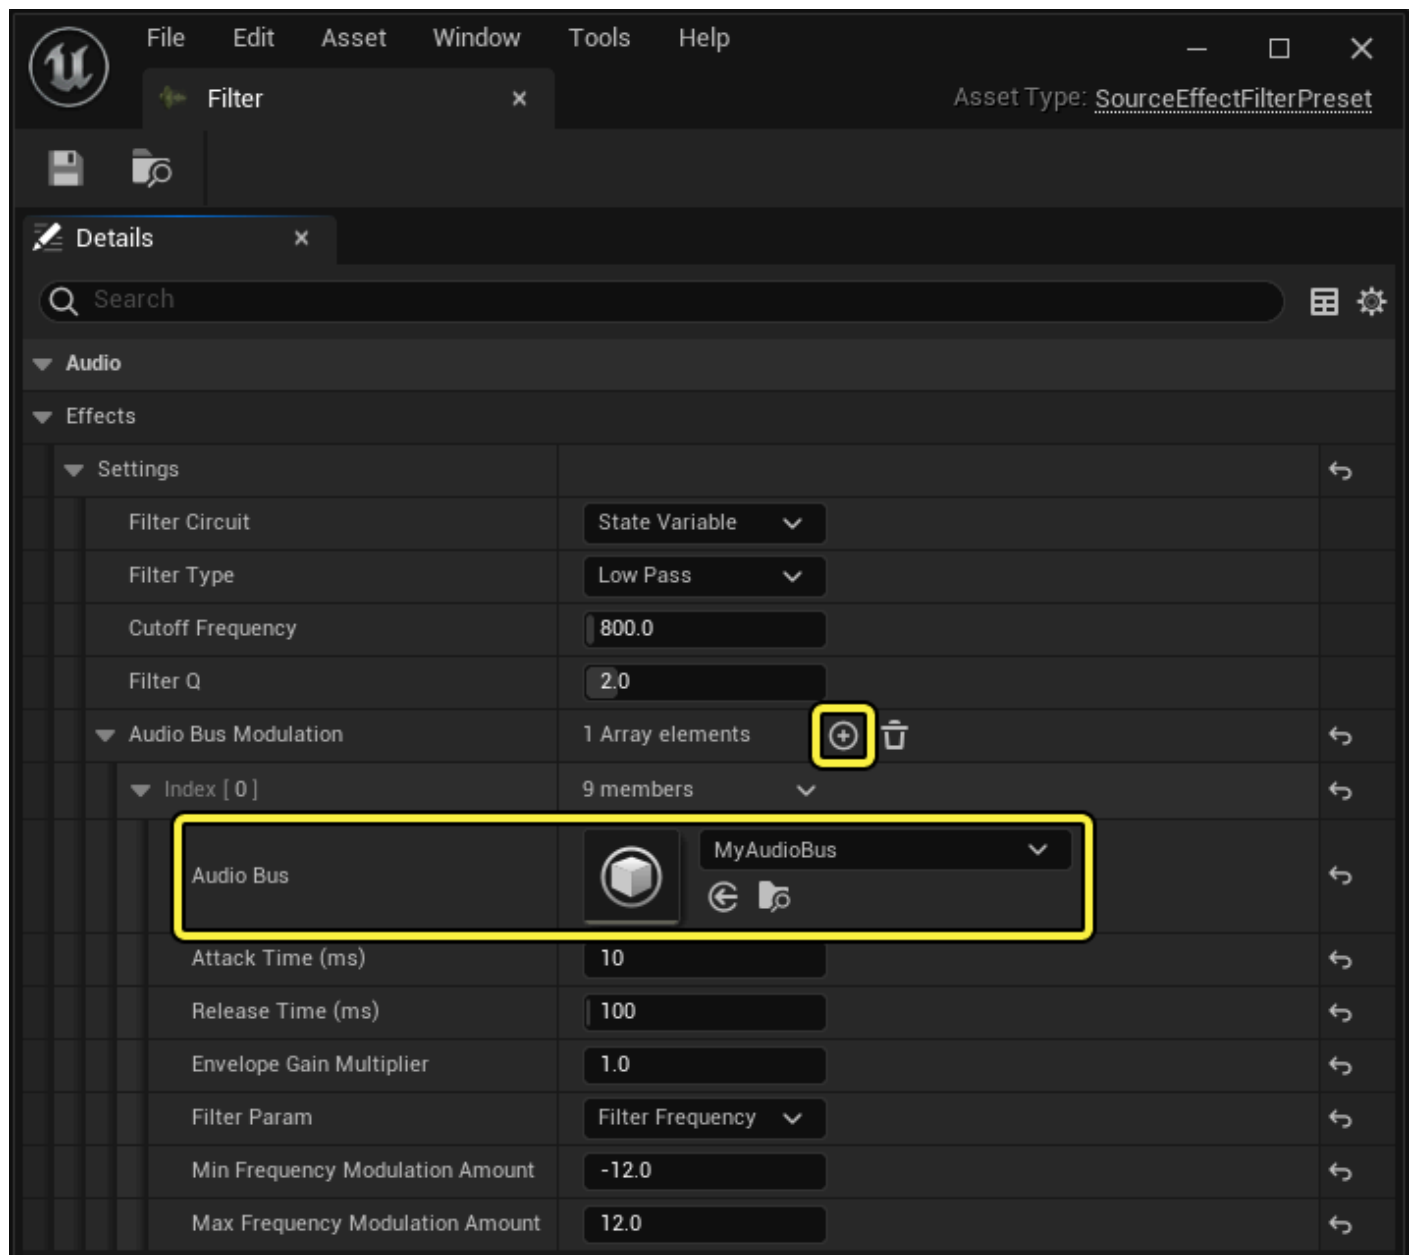 File Edit Asset Window Tools Help
Filter
Asset Type: SourceEffectFilterPreset
Details
Search
Audio
Effects
Settings
Filter Circuit State Variable
Filter Type Low Pass
Cutoff Frequency 800.0
Filter Q 2.0
Audio Bus Modulation 1 Array elements
Index [ 0 ] 9 members
Audio Bus MyAudioBus
Attack Time (ms) 10
Release Time (ms) 100
Envelope Gain Multiplier 1.0
Filter Param Filter Frequency
Min Frequency Modulation Amount -12.0
Max Frequency Modulation Amount 12.0